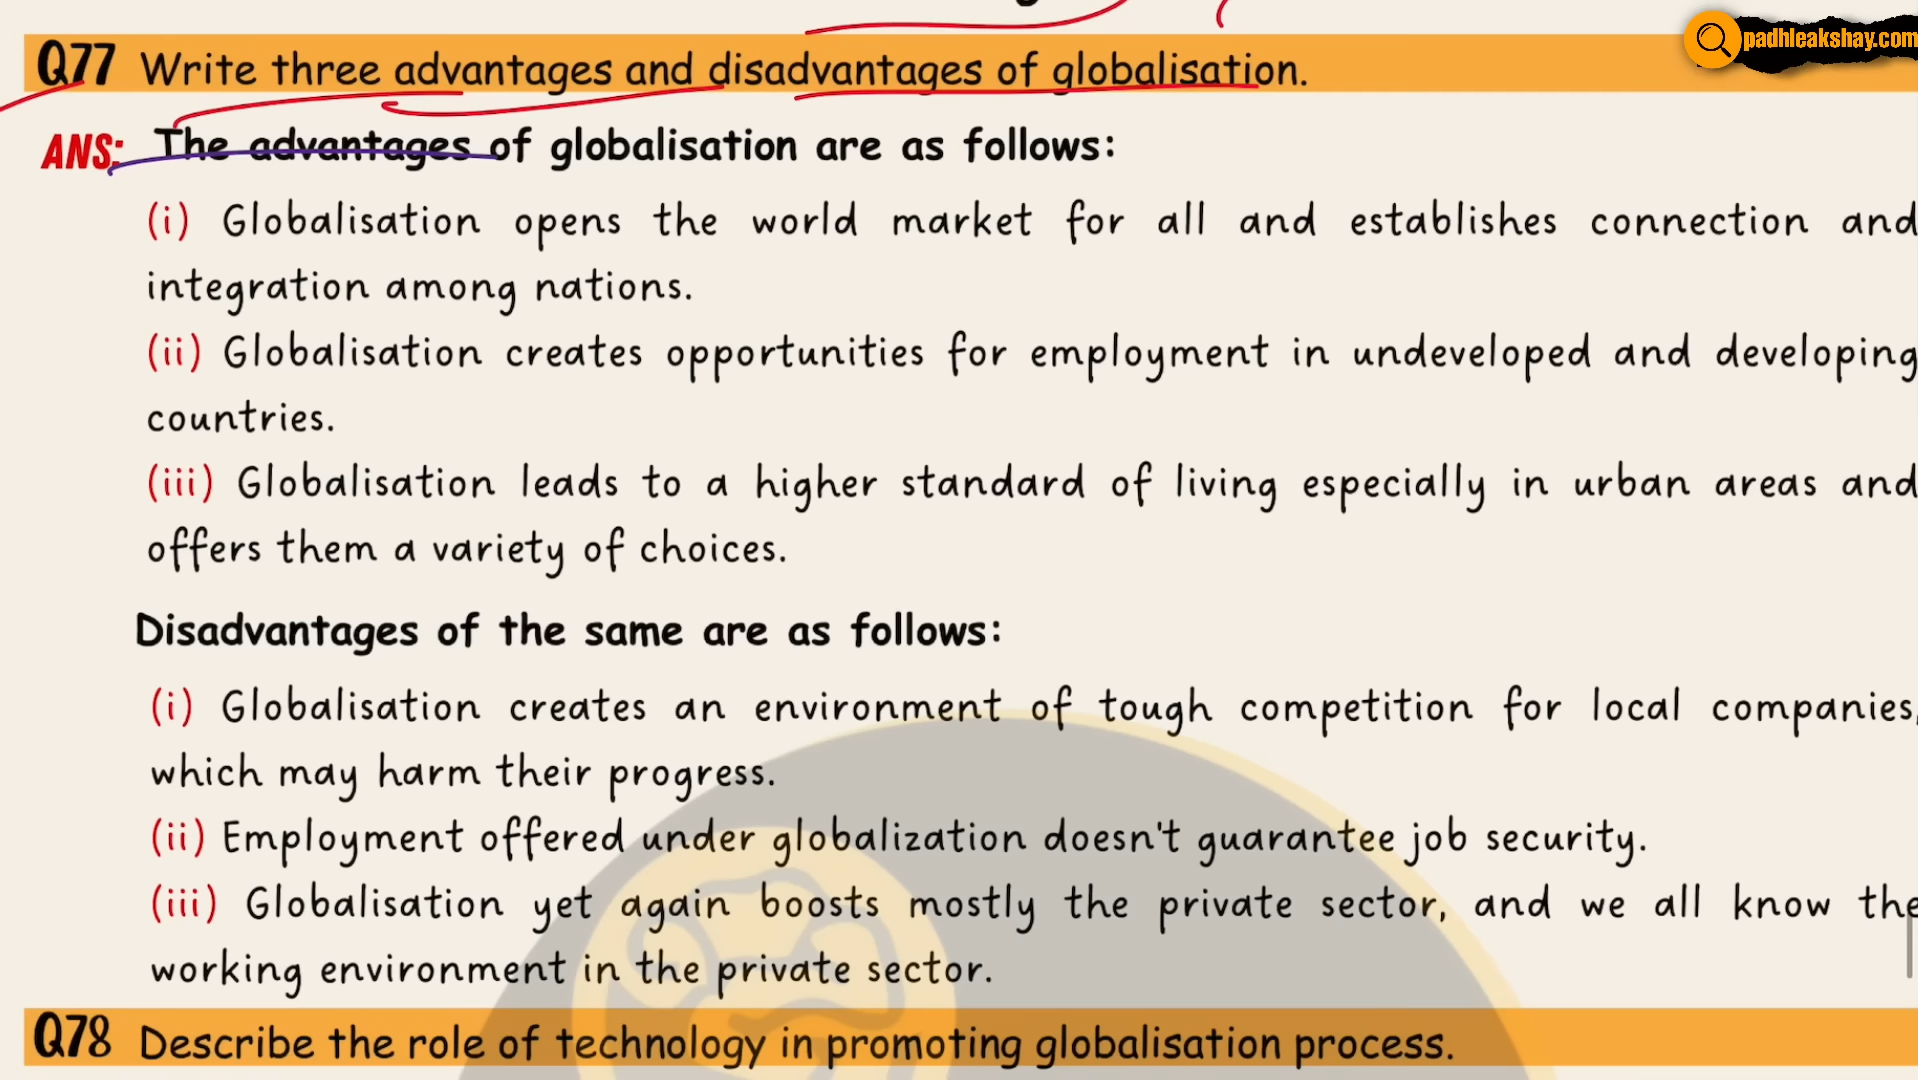 padhleakshay.com
Q77 Write three advantages and disadvantages of globalisation.
ANS: The advantages of globalisation are as follows:
(i) Globalisation opens the world market for all and establishes connection and
integration among nations.
(ii) Globalisation creates opportunities for employment in undeveloped and developing
countries.
(iii) Globalisation leads to a higher standard of living especially in urban areas and
offers them a variety of choices.
Disadvantages of the same are as follows:
(i) Globalisation creates an environment of tough competition for local companies,
which may harm their progress.
(ii) Employment offered under globalization doesn't guarantee job security.
(iii) Globalisation yet again boosts mostly the private sector, and we all know the
working environment in the private sector.
Q78 Describe the role of technology in promoting globalisation process.